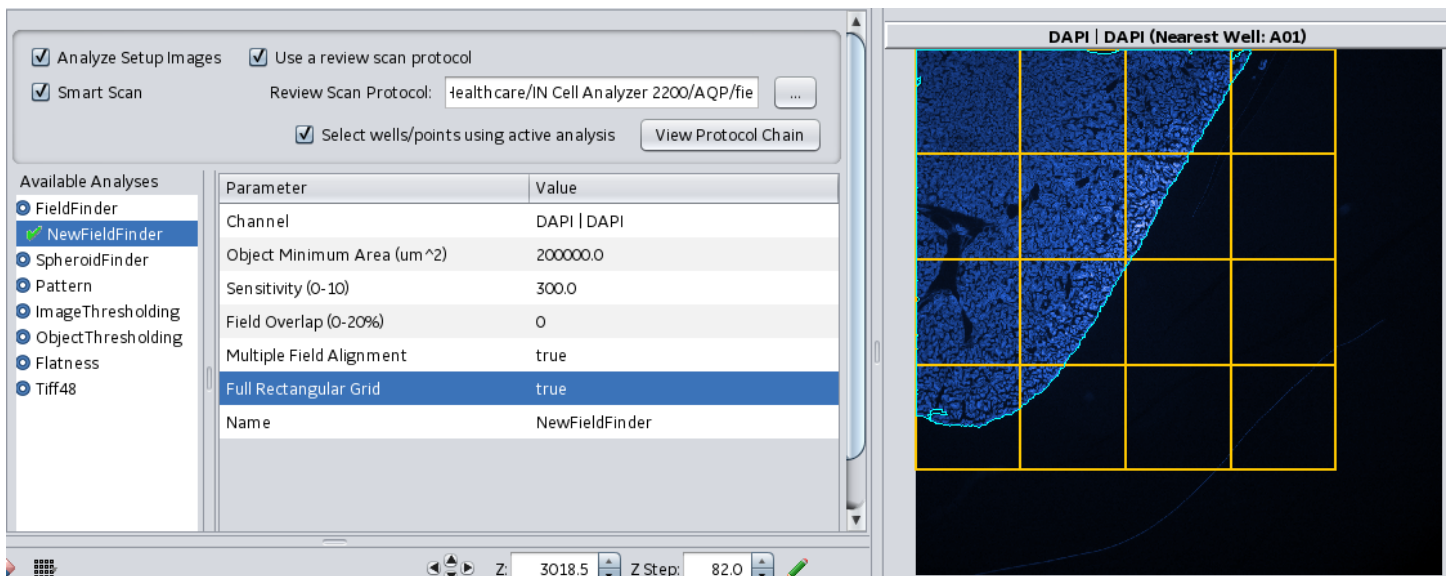 Analyze Setup Images
Use a review scan protocol
Smart Scan
Review Scan Protocol:
Healthcare/IN Cell Analyzer 2200/AQP/fie
...
Select wells/points using active analysis
View Protocol Chain
Available Analyses
FieldFinder
NewFieldFinder
SpheroidFinder
Pattern
ImageThresholding
ObjectThresholding
Flatness
Tiff48
Parameter Value
Channel DAPI | DAPI
Object Minimum Area (um^2) 200000.0
Sensitivity (0-10) 300.0
Field Overlap (0-20%) 0
Multiple Field Alignment true
Full Rectangular Grid true
Name NewFieldFinder
Z: 3018.5 Z Step: 82.0
DAPI | DAPI (Nearest Well: A01)